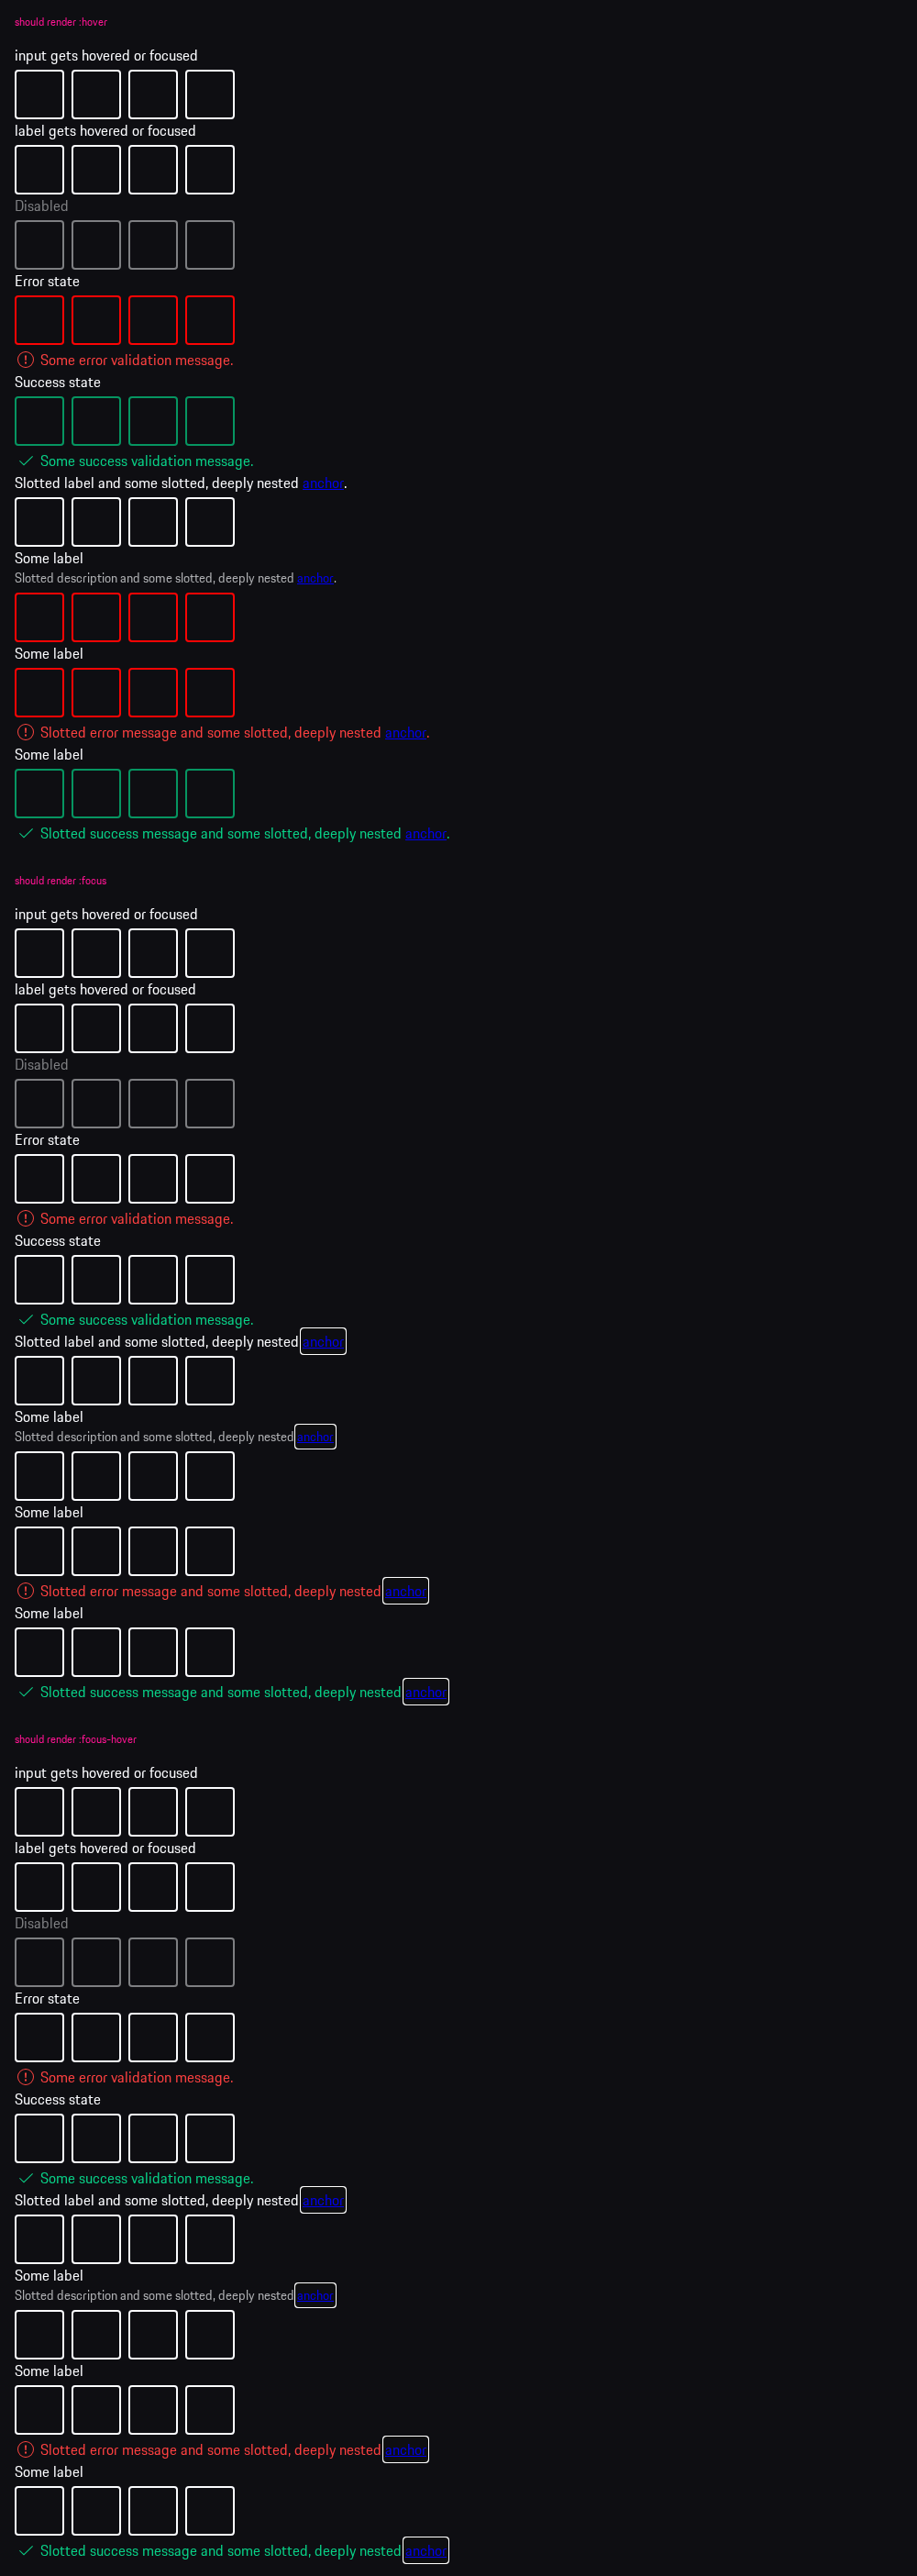 should render :hover
input gets hovered or focused
label gets hovered or focused
Disabled
Error state
Some error validation message.
Success state
Some success validation message.
Slotted label and some slotted, deeply nested anchor.
Some label
Slotted description and some slotted, deeply nested anchor.
Some label
Slotted error message and some slotted, deeply nested anchor.
Some label
Slotted success message and some slotted, deeply nested anchor.
should render :focus
input gets hovered or focused
label gets hovered or focused
Disabled
Error state
Some error validation message.
Success state
Some success validation message.
Slotted label and some slotted, deeply nested anchor
Some label
Slotted description and some slotted, deeply nested anchor
Some label
Slotted error message and some slotted, deeply nested anchor
Some label
Slotted success message and some slotted, deeply nested anchor
should render :focus-hover
input gets hovered or focused
label gets hovered or focused
Disabled
Error state
Some error validation message.
Success state
Some success validation message.
Slotted label and some slotted, deeply nested anchor
Some label
Slotted description and some slotted, deeply nested anchor
Some label
Slotted error message and some slotted, deeply nested anchor
Some label
Slotted success message and some slotted, deeply nested anchor